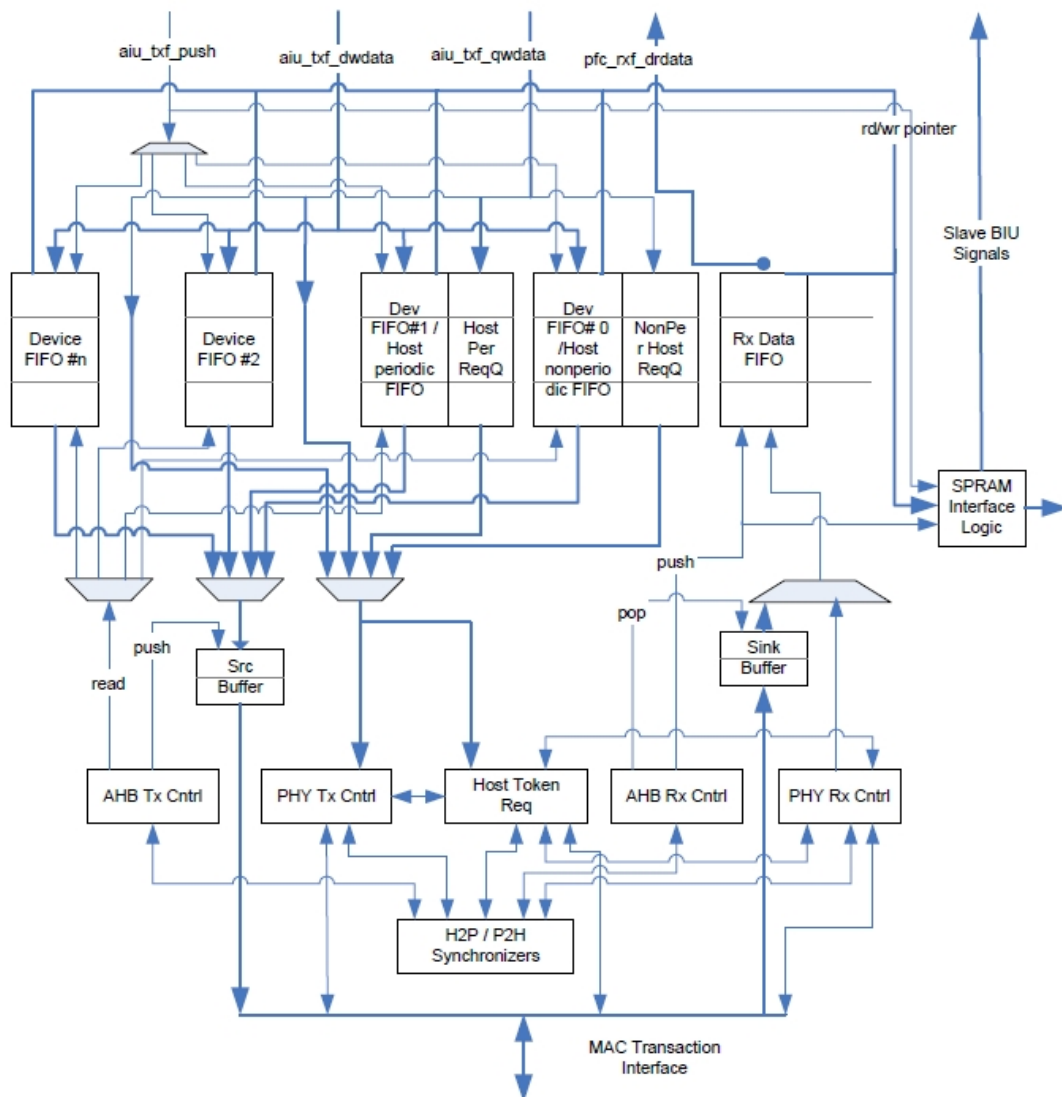 aiu_txf_push
aiu_txf_dwdata
aiu_txf_qwdata
pfc_rxf_drdata
rd/wr pointer
Slave BIU
Signals
Device
FIFO #n
Device
FIFO #2
Dev
FIFO#1 /
Host
periodic
FIFO
Host
Per
ReqQ
Dev
FIFO# 0
/Host
nonperio
dic FIFO
NonPe
r Host
ReqQ
Rx Data
FIFO
SPRAM
Interface
Logic
push
pop
push
read
Src
Buffer
Sink
Buffer
AHB Tx Cntrl
PHY Tx Cntrl
Host Token
Req
AHB Rx Cntrl
PHY Rx Cntrl
H2P / P2H
Synchronizers
MAC Transaction
Interface